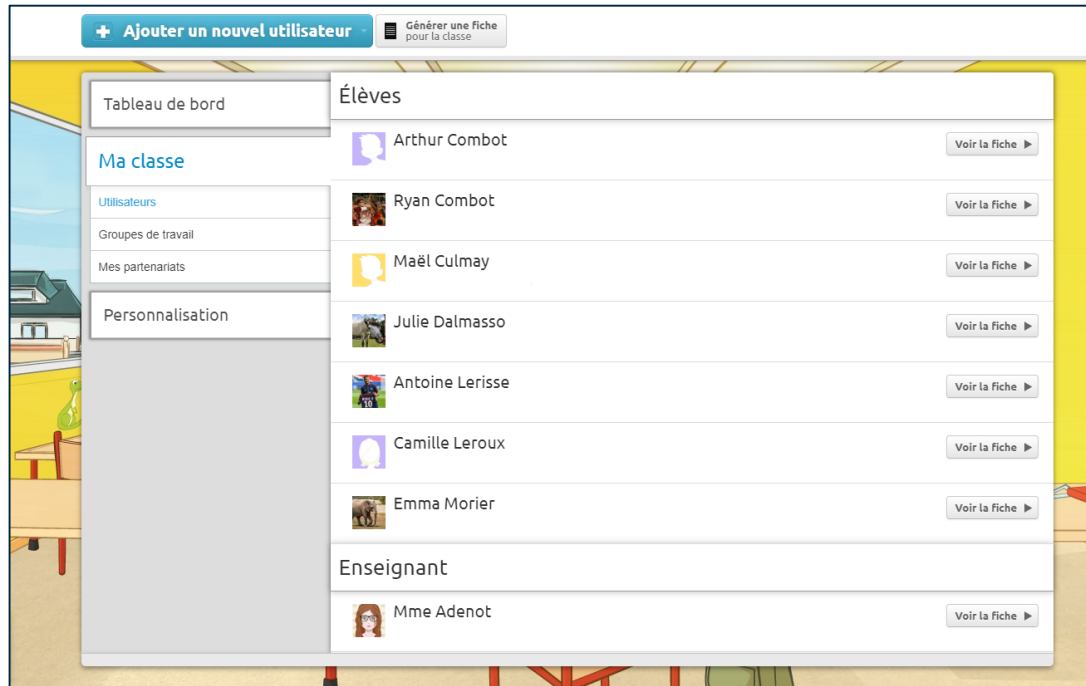 Ajouter un nouvel utilisateur
Générer une fiche
pour la classe
Tableau de bord
Ma classe
Utilisateurs
Groupes de travail
Mes partenariats
Personnalisation
Élèves
Arthur Combot
Voir la fiche
Ryan Combot
Voir la fiche
Maël Culmay
Voir la fiche
Julie Dalmasso
Voir la fiche
Antoine Lerisse
Voir la fiche
10
Camille Leroux
Voir la fiche
Emma Morier
Voir la fiche
Enseignant
Mme Adenot
Voir la fiche